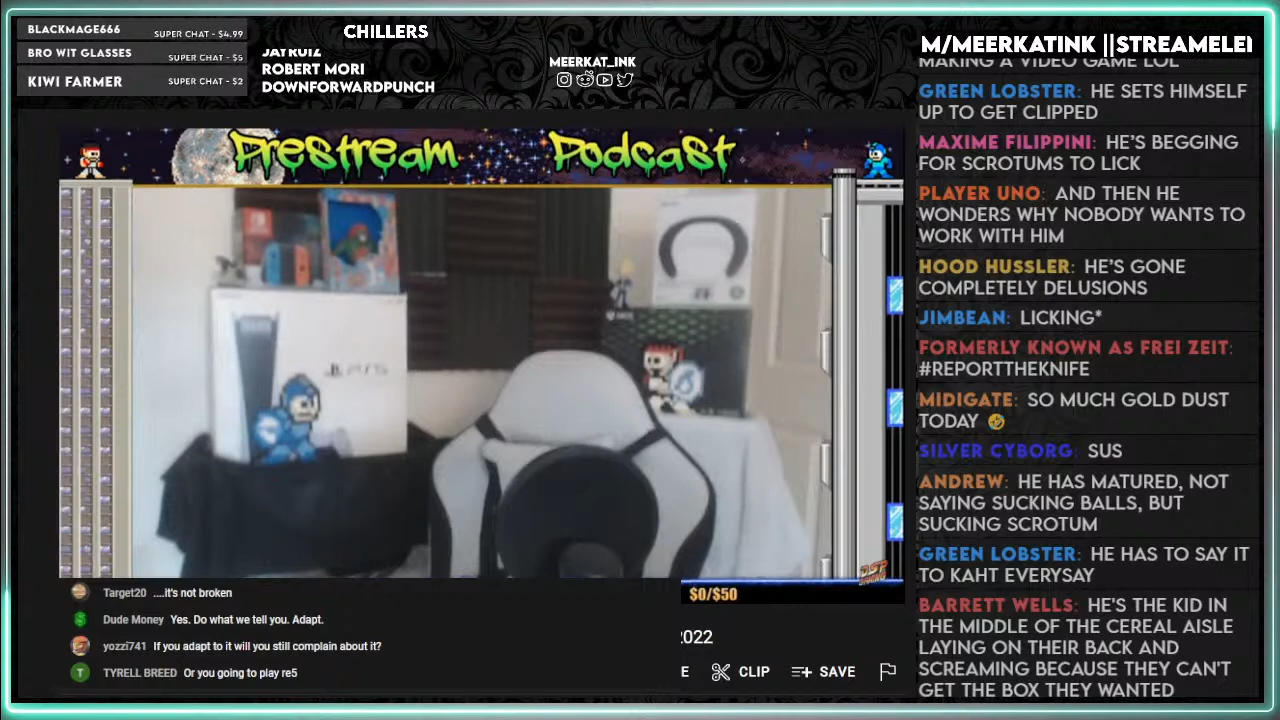 BLACKMAGE666 SUPER CHAT - $4.99
BRO WIT GLASSES SUPER CHAT - $5
KIWI FARMER SUPER CHAT - $2
CHILLERS
JAYRUIZ
ROBERT MORI
DOWNFORWARDPUNCH
MEERKAT_INK
M/MEERKATINK ||STREAMELE
Prestream Podcast
PS5
$0/$50
Target20 ....it's not broken
Dude Money Yes. Do what we tell you. Adapt.
yozzi741 If you adapt to it will you still complain about it?
T TYRELL BREED Or you going to play re5
2022
E CLIP SAVE
MAKING A VIDEO GAME LOL
GREEN LOBSTER: HE SETS HIMSELF
UP TO GET CLIPPED
MAXIME FILIPPINI: HE'S BEGGING
FOR SCROTUMS TO LICK
PLAYER UNO: AND THEN HE
WONDERS WHY NOBODY WANTS TO
WORK WITH HIM
HOOD HUSSLER: HE'S GONE
COMPLETELY DELUSIONS
JIMBEAN: LICKING*
FORMERLY KNOWN AS FREI ZEIT:
#REPORTTHEKNIFE
MIDIGATE: SO MUCH GOLD DUST
TODAY 🤣
SILVER CYBORG: SUS
ANDREW: HE HAS MATURED, NOT
SAYING SUCKING BALLS, BUT
SUCKING SCROTUM
GREEN LOBSTER: HE HAS TO SAY IT
TO KAHT EVERYSAY
BARRETT WELLS: HE'S THE KID IN
THE MIDDLE OF THE CEREAL AISLE
LAYING ON THEIR BACK AND
SCREAMING BECAUSE THEY CAN'T
GET THE BOX THEY WANTED